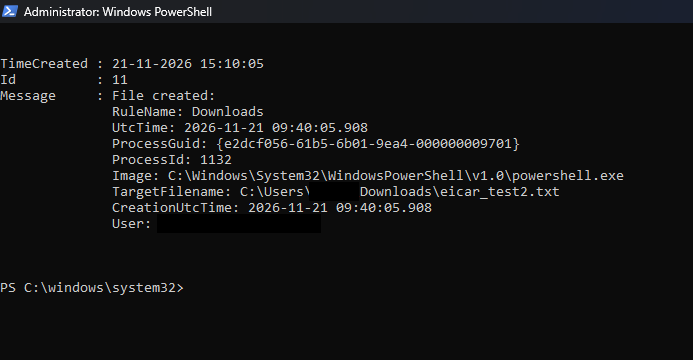 Administrator: Windows PowerShell
TimeCreated : 21-11-2026 15:10:05
Id          : 11
Message     : File created:
              RuleName: Downloads
              UtcTime: 2026-11-21 09:40:05.908
              ProcessGuid: {e2dcf056-61b5-6b01-9ea4-000000009701}
              ProcessId: 1132
              Image: C:\Windows\System32\WindowsPowerShell\v1.0\powershell.exe
              TargetFilename: C:\Users\ Downloads\eicar_test2.txt
              CreationUtcTime: 2026-11-21 09:40:05.908
              User:
PS C:\windows\system32>